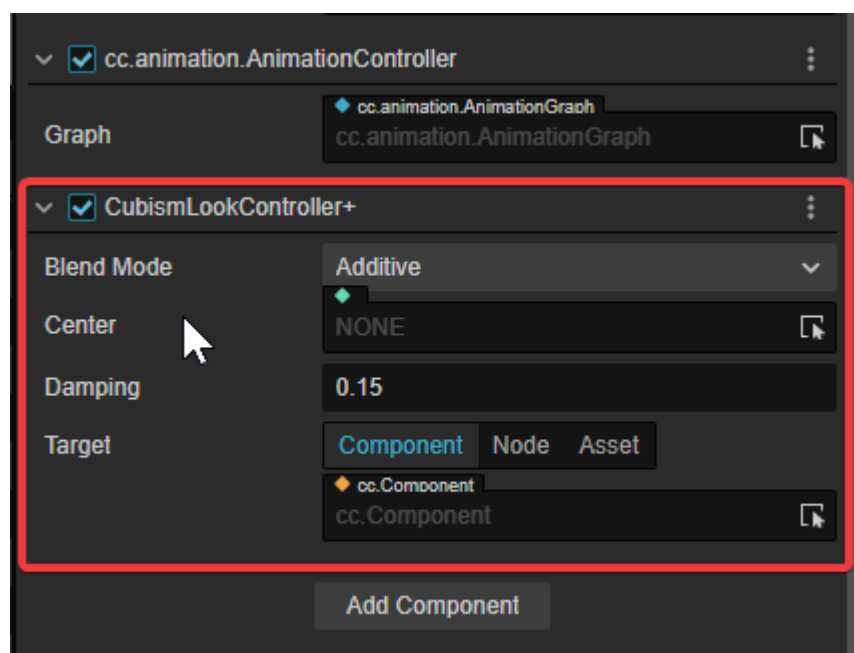 cc.animation.AnimationController
cc.animation.AnimationGraph
Graph cc.animation.AnimationGraph
CubismLookController+
Blend Mode Additive
Center NONE
Damping 0.15
Target Component Node Asset
cc.Component
cc.Component
Add Component